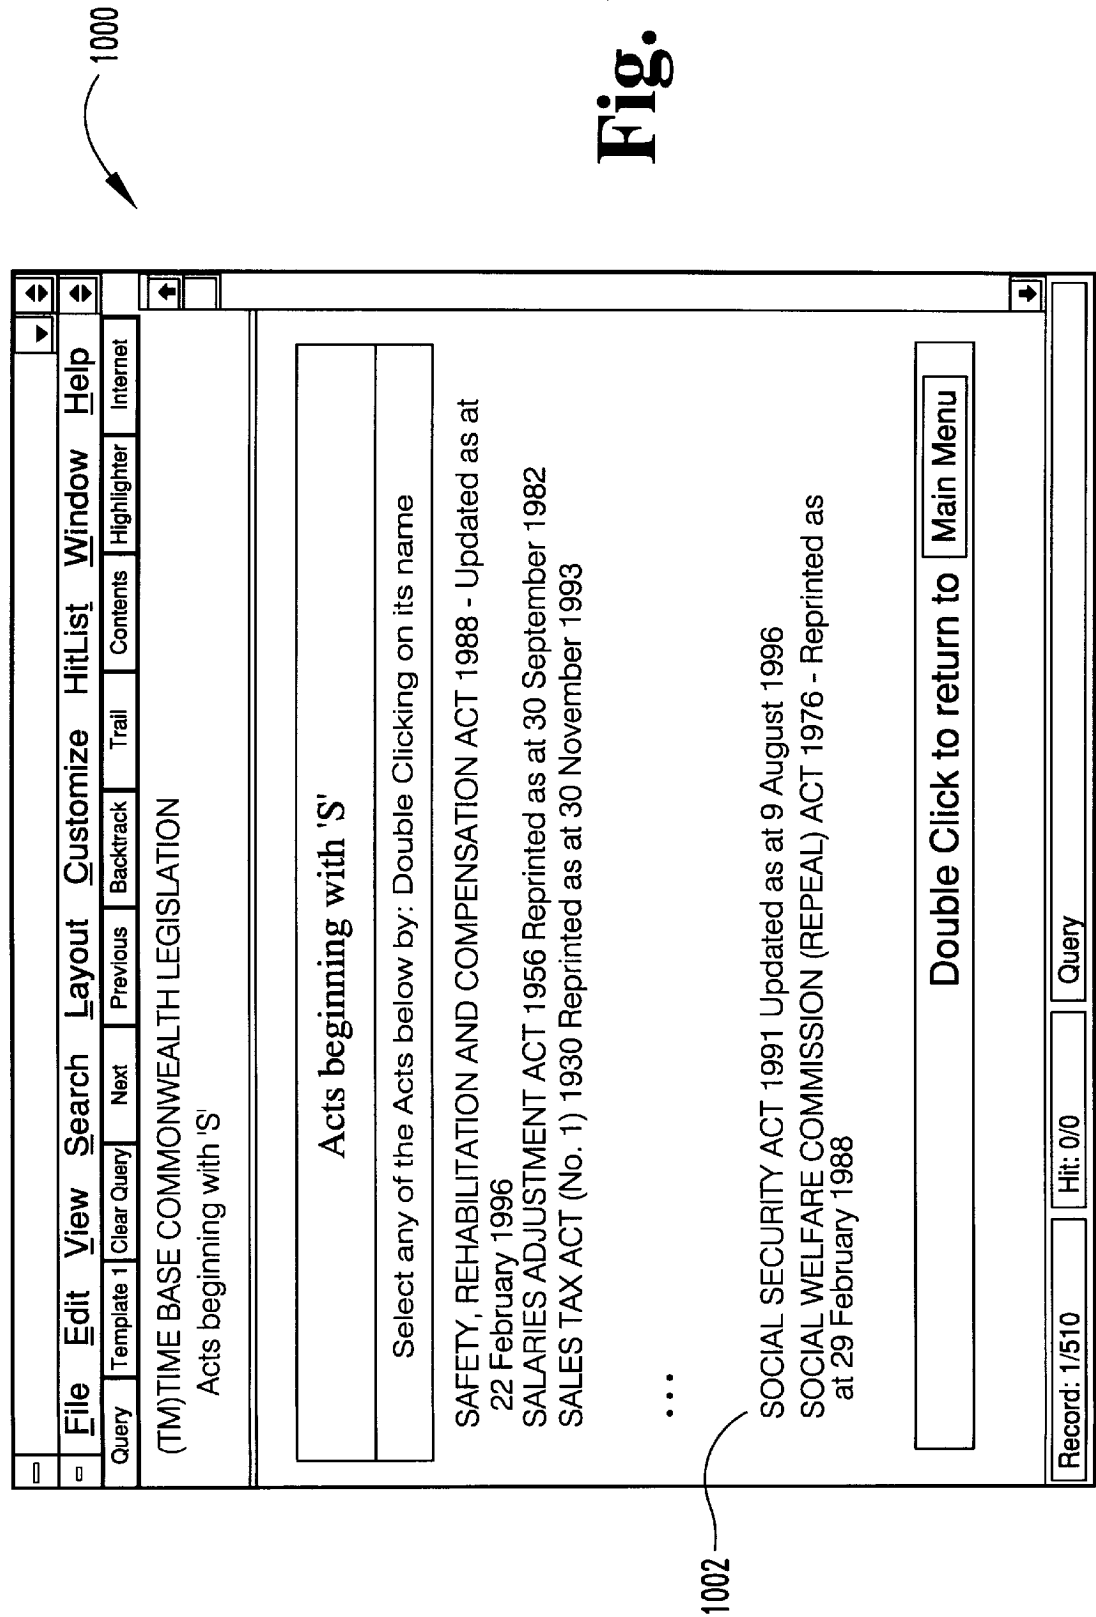 1000
File Edit View Search Layout Customize HitList Window Help
Query Template 1 Clear Query Next Previous Backtrack Trail Contents Highlighter Internet
(TM)TIME BASE COMMONWEALTH LEGISLATION
Acts beginning with 'S'
Acts beginning with 'S'
Select any of the Acts below by: Double Clicking on its name
SAFETY, REHABILITATION AND COMPENSATION ACT 1988 - Updated as at
22 February 1996
SALARIES ADJUSTMENT ACT 1956 Reprinted as at 30 September 1982
SALES TAX ACT (No. 1) 1930 Reprinted as at 30 November 1993
...
1002
SOCIAL SECURITY ACT 1991 Updated as at 9 August 1996
SOCIAL WELFARE COMMISSION (REPEAL) ACT 1976 - Reprinted as
at 29 February 1988
Double Click to return to Main Menu
Record: 1/510 Hit: 0/0 Query
Fig.